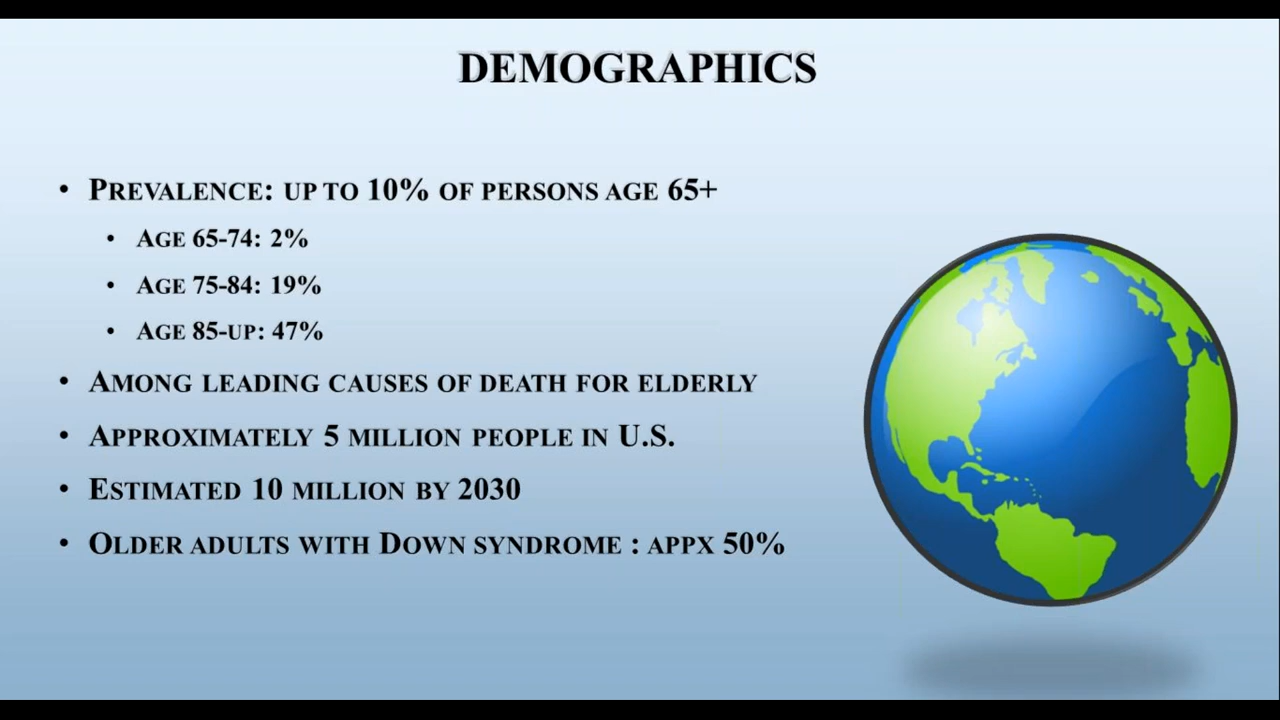 DEMOGRAPHICS
• PREVALENCE: UP TO 10% OF PERSONS AGE 65+
• AGE 65-74: 2%
• AGE 75-84: 19%
• AGE 85-UP: 47%
• AMONG LEADING CAUSES OF DEATH FOR ELDERLY
• APPROXIMATELY 5 MILLION PEOPLE IN U.S.
• ESTIMATED 10 MILLION BY 2030
• OLDER ADULTS WITH DOWN SYNDROME : APPX 50%